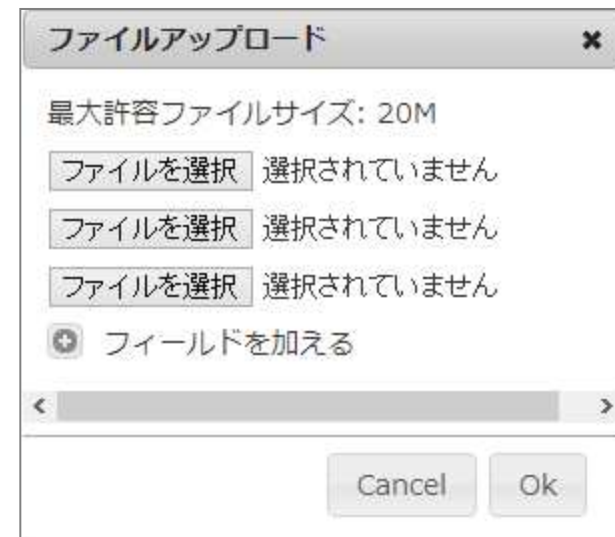 ファイルアップロード
最大許容ファイルサイズ: 20M
ファイルを選択 選択されていません
ファイルを選択 選択されていません
ファイルを選択 選択されていません
フィールドを加える
Cancel Ok